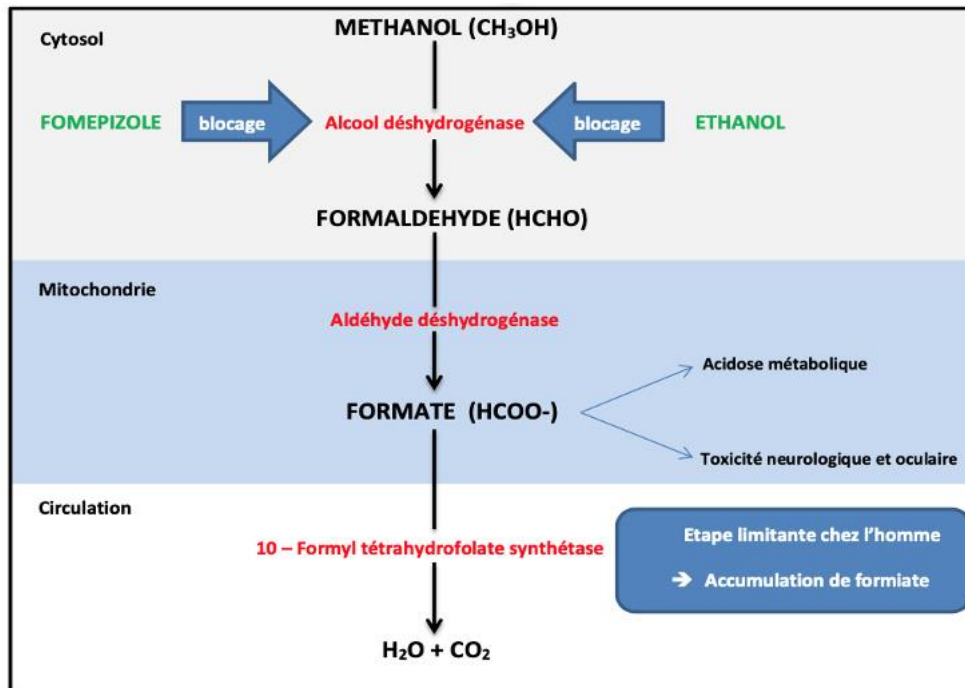 METHANOL (CH₃OH)
Cytosol
FOMEPIZOLE
blocage
Alcool déshydrogénase
blocage
ETHANOL
FORMALDEHYDE (HCHO)
Mitochondrie
Aldéhyde déshydrogénase
Acidose métabolique
FORMATE (HCOO-)
Toxicité neurologique et oculaire
Circulation
10 – Formyl tétrahydrofolate synthétase
Etape limitante chez l'homme
➔ Accumulation de formiate
H₂O + CO₂